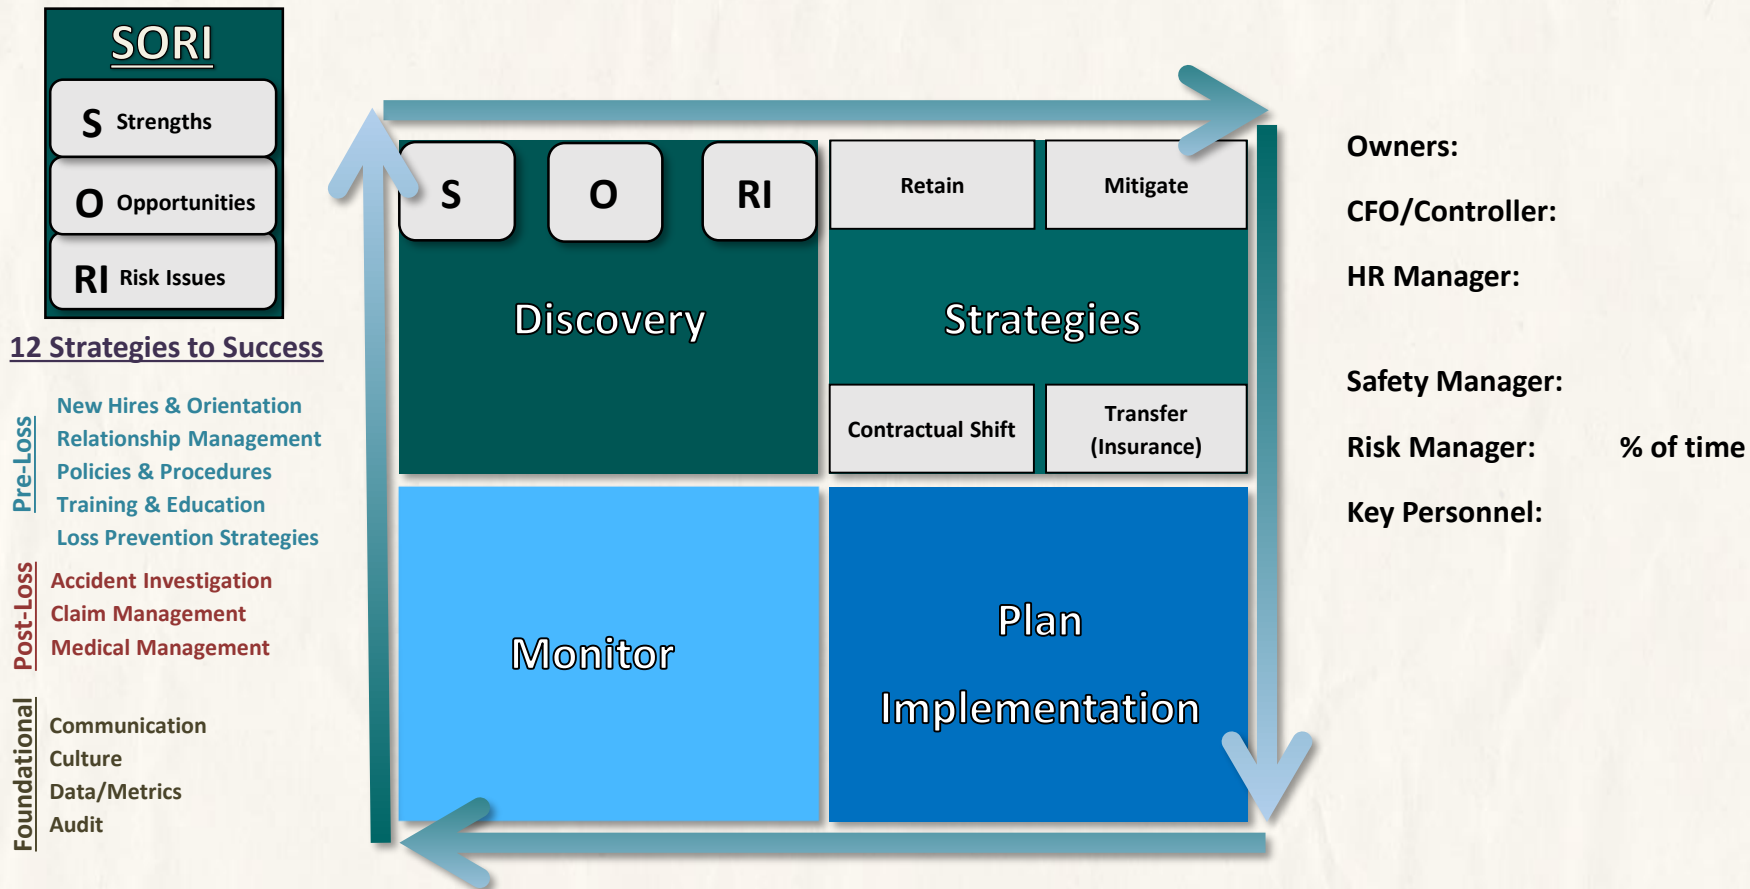 SORI
S Strengths
O Opportunities
RI Risk Issues
12 Strategies to Success
Pre-Loss
New Hires & Orientation
Relationship Management
Policies & Procedures
Training & Education
Loss Prevention Strategies
Post-Loss
Accident Investigation
Claim Management
Medical Management
Foundational
Communication
Culture
Data/Metrics
Audit
S
O
RI
Discovery
Retain
Mitigate
Strategies
Contractual Shift
Transfer
(Insurance)
Monitor
Plan
Implementation
Owners:
CFO/Controller:
HR Manager:
Safety Manager:
Risk Manager: % of time
Key Personnel: